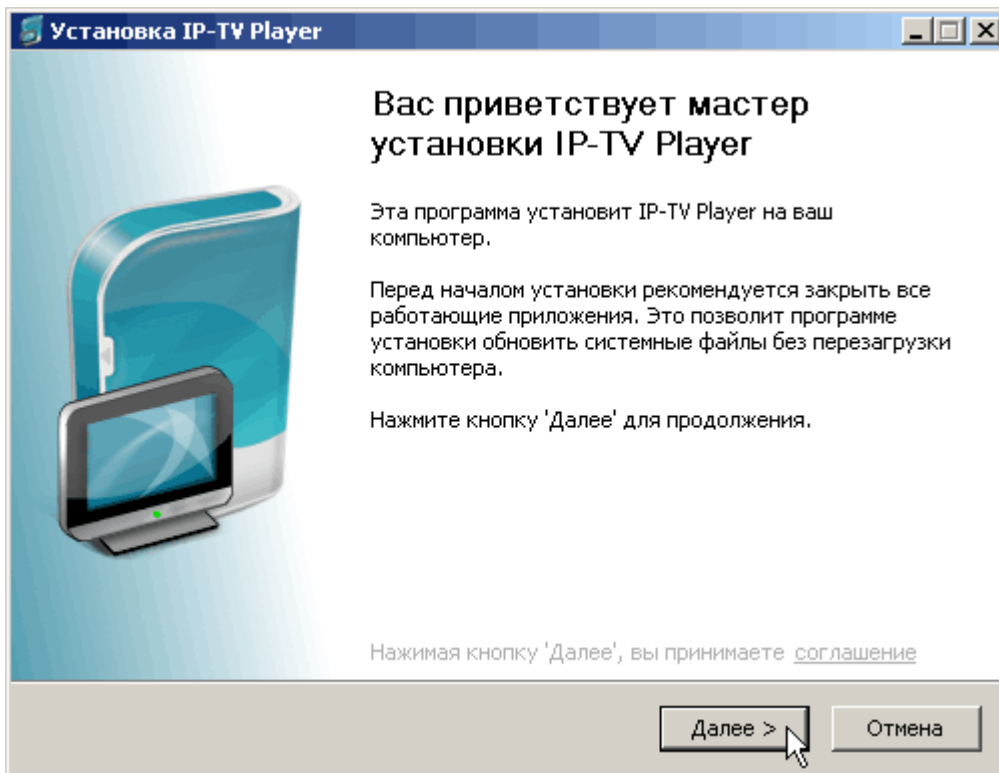 Установка IP-TV Player
Вас приветствует мастер
установки IP-TV Player
Эта программа установит IP-TV Player на ваш
компьютер.
Перед началом установки рекомендуется закрыть все
работающие приложения. Это позволит программе
установки обновить системные файлы без перезагрузки
компьютера.
Нажмите кнопку 'Далее' для продолжения.
Нажимая кнопку 'Далее', вы принимаете соглашение
Далее >
Отмена